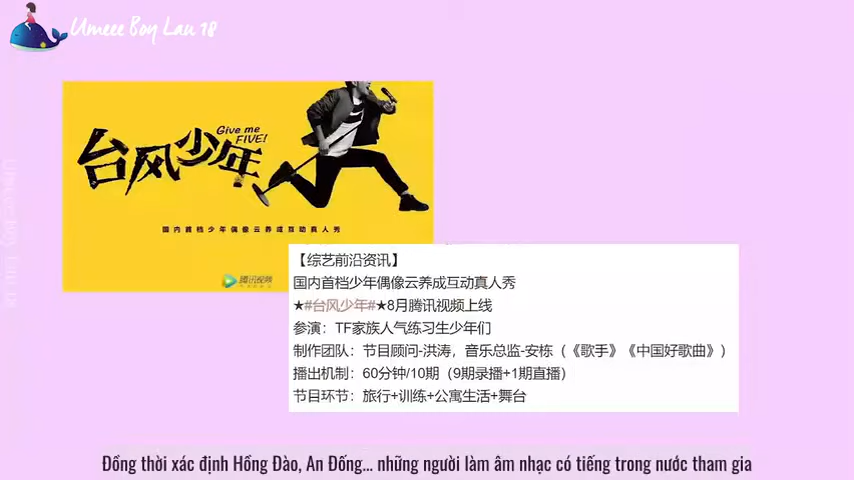 Umeee Boy Lau 18
Give me
FIVE!
台风少年
国内首档少年偶像云养成互动真人秀
腾讯视频
【综艺前沿资讯】
国内首档少年偶像云养成互动真人秀
★#台风少年#★8月腾讯视频上线
参演：TF家族人气练习生少年们
制作团队：节目顾问-洪涛，音乐总监-安栋（《歌手》《中国好歌曲》）
播出机制：60分钟/10期（9期录播+1期直播）
节目环节：旅行+训练+公寓生活+舞台
Đồng thời xác định Hồng Đào, An Đống... những người làm âm nhạc có tiếng trong nước tham gia